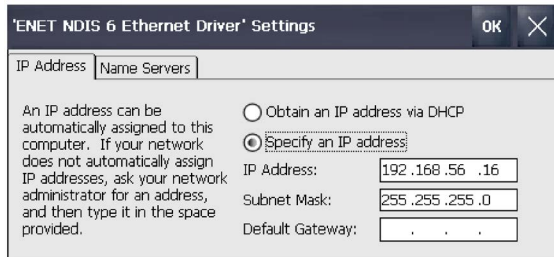 'ENET NDIS 6 Ethernet Driver' Settings OK
IP Address Name Servers
An IP address can be
automatically assigned to this
computer. If your network
does not automatically assign
IP addresses, ask your network
administrator for an address,
and then type it in the space
provided.
Obtain an IP address via DHCP
Specify an IP address
IP Address: 192 .168 .56 .16
Subnet Mask: 255 .255 .255 .0
Default Gateway: . . .